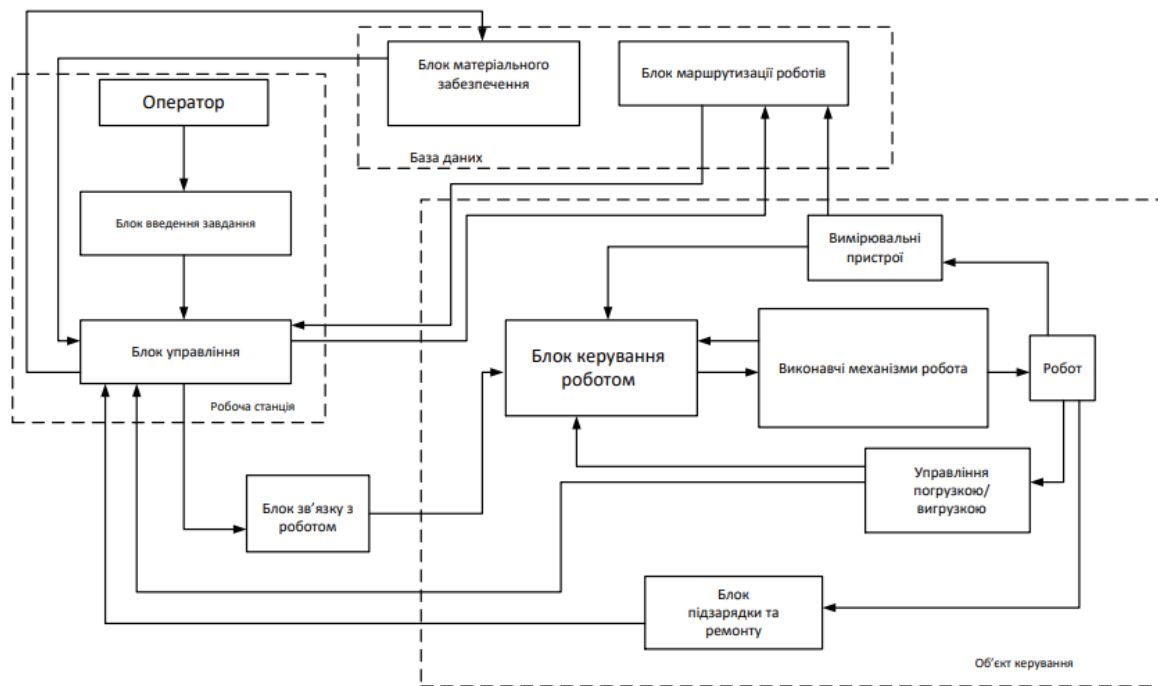 Блок матеріального
забезпечення
Блок маршрутизації роботів
База даних
Оператор
Блок введення завдання
Блок управління
Робоча станція
Вимірювальні
пристрої
Блок керування
роботом
Виконавчі механізми робота
Робот
Управління
погрузкою/
вигрузкою
Блок зв’язку з
роботом
Блок
підзарядки та
ремонту
Об’єкт керування